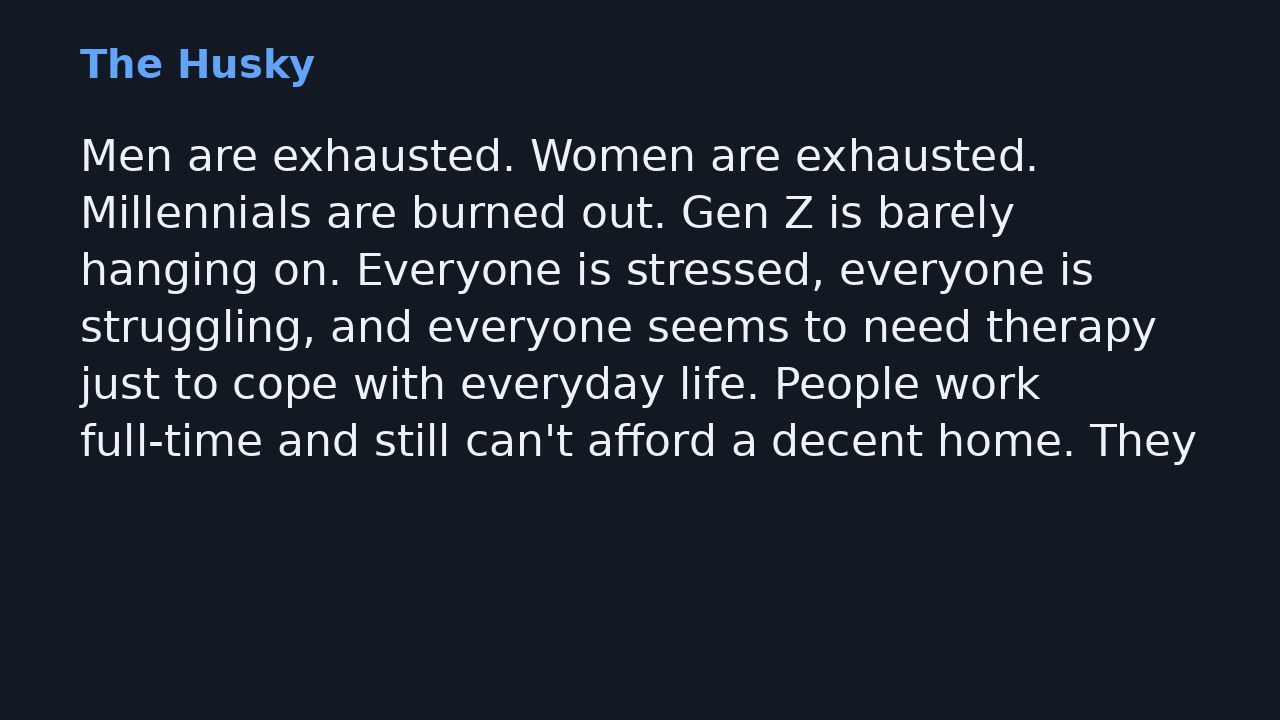 The Husky
Men are exhausted. Women are exhausted.
Millennials are burned out. Gen Z is barely
hanging on. Everyone is stressed, everyone is
struggling, and everyone seems to need therapy
just to cope with everyday life. People work
full-time and still can't afford a decent home. They